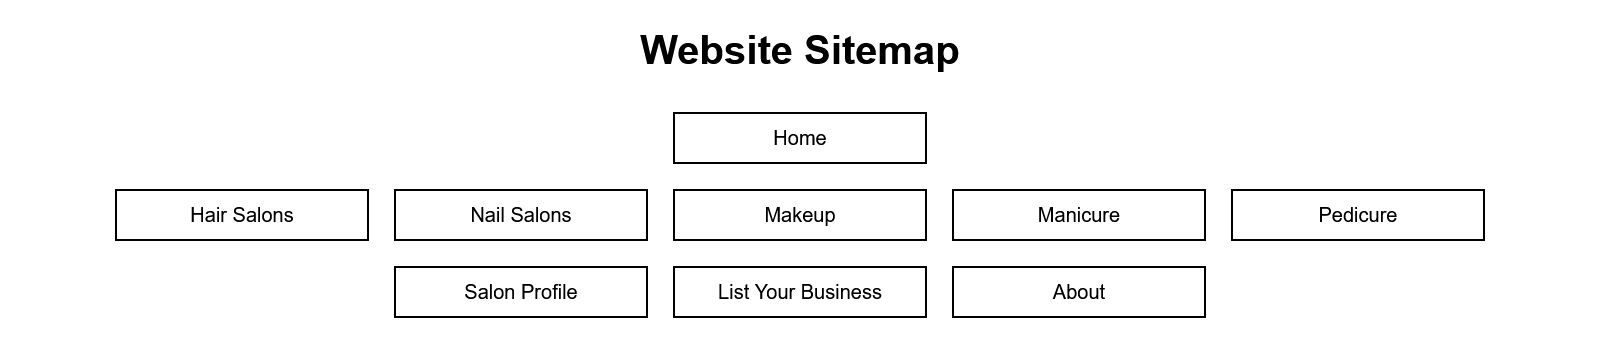 Website Sitemap
Home
Hair Salons
Nail Salons
Makeup
Manicure
Pedicure
Salon Profile
List Your Business
About